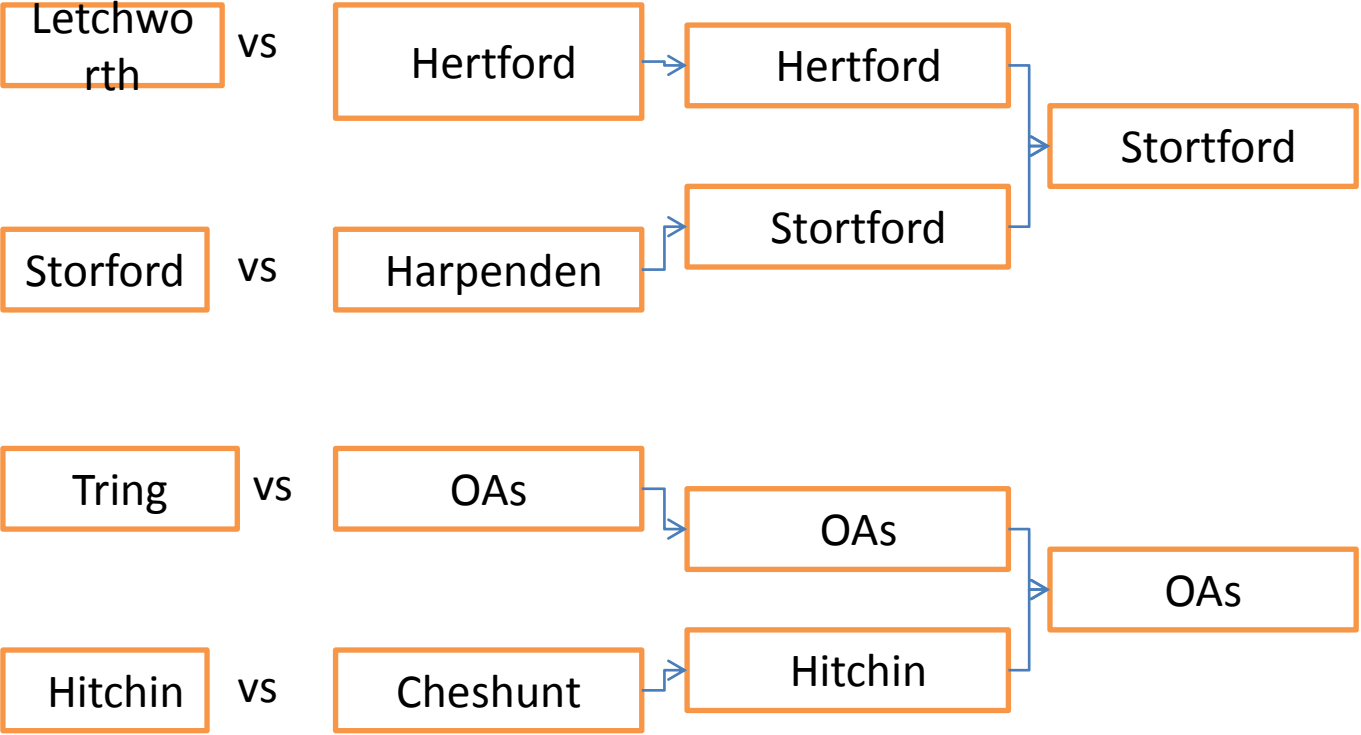 Letchwo
rth
vs
Hertford
Hertford
Stortford
Stortford
Storford
vs
Harpenden
Tring
vs
OAs
OAs
OAs
Hitchin
vs
Cheshunt
Hitchin